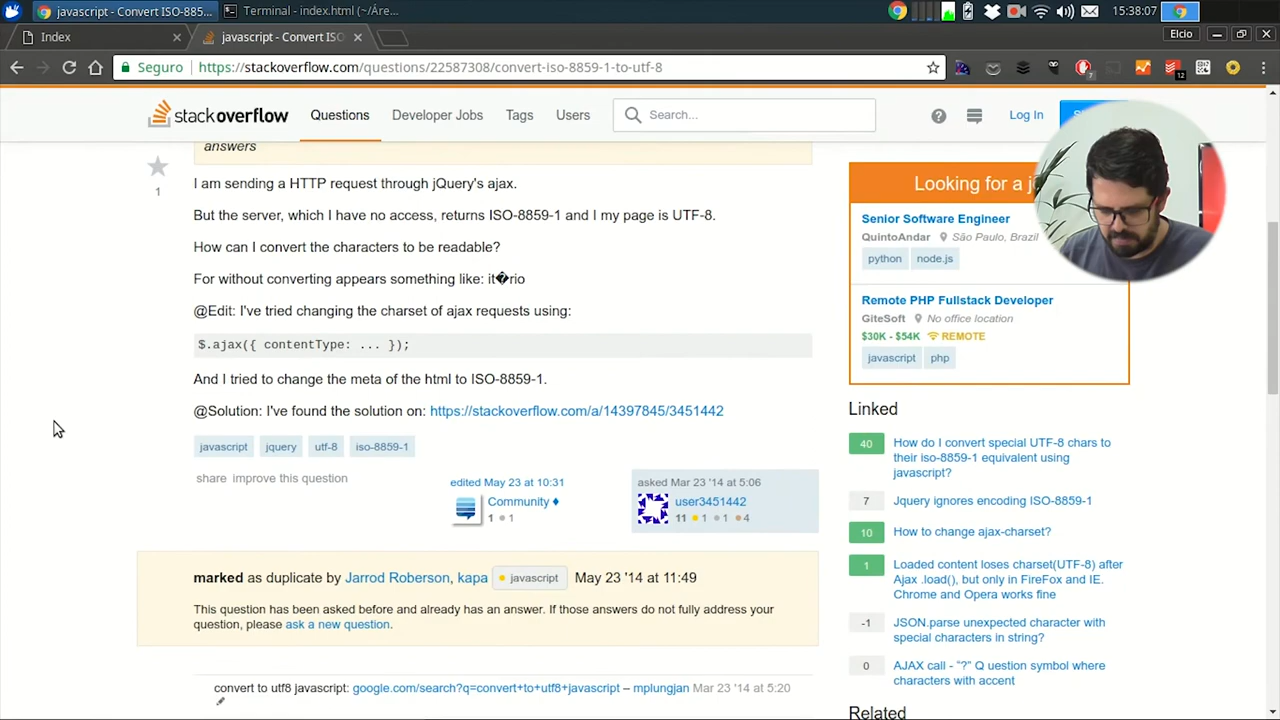 javascript - Convert ISO-885...
Terminal - index.html (~/Áre...
15:38:07
Index
javascript - Convert ISO
Elcio
Seguro
https://stackoverflow.com/questions/22587308/convert-iso-8859-1-to-utf-8
7
12
stackoverflow
Questions
Developer Jobs
Tags
Users
Search...
Log In
answers
1
I am sending a HTTP request through jQuery's ajax.
But the server, which I have no access, returns ISO-8859-1 and I my page is UTF-8.
How can I convert the characters to be readable?
For without converting appears something like: it�rio
@Edit: I've tried changing the charset of ajax requests using:
$.ajax({ contentType: ... });
And I tried to change the meta of the html to ISO-8859-1.
@Solution: I've found the solution on: https://stackoverflow.com/a/14397845/3451442
javascript jquery utf-8 iso-8859-1
share improve this question
edited May 23 at 10:31
Community ♦
1 1
asked Mar 23 '14 at 5:06
user3451442
11 1 1 4
marked as duplicate by Jarrod Roberson, kapa javascript May 23 '14 at 11:49
This question has been asked before and already has an answer. If those answers do not fully address your
question, please ask a new question.
convert to utf8 javascript: google.com/search?q=convert+to+utf8+javascript – mplungjan Mar 23 '14 at 5:20
Looking for a
Senior Software Engineer
QuintoAndar São Paulo, Brazil
python node.js
Remote PHP Fullstack Developer
GiteSoft No office location
$30K - $54K REMOTE
javascript php
Linked
40 How do I convert special UTF-8 chars to
their iso-8859-1 equivalent using
javascript?
7 Jquery ignores encoding ISO-8859-1
10 How to change ajax-charset?
1 Loaded content loses charset(UTF-8) after
Ajax .load(), but only in FireFox and IE.
Chrome and Opera works fine
-1 JSON.parse unexpected character with
special characters in string?
0 AJAX call - "?" Q uestion symbol where
characters with accent
Related